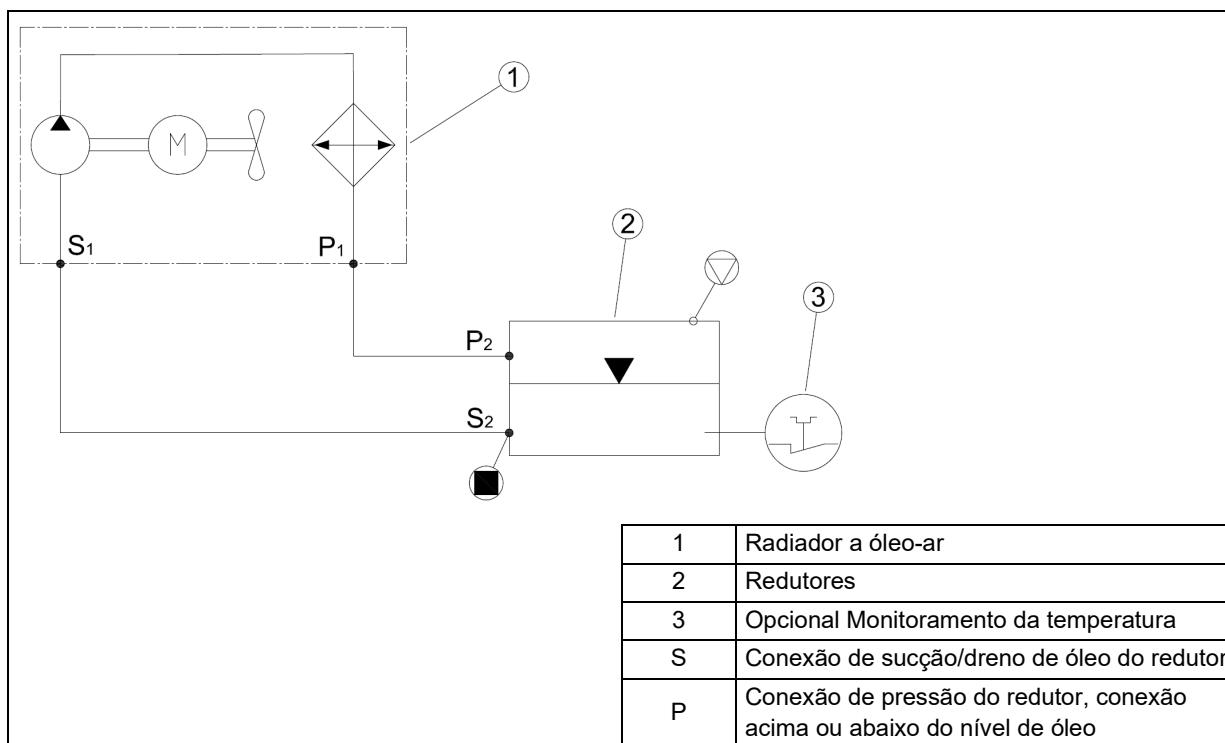 1
M
S1
P1
2
3
P2
S2
1 Radiador a óleo-ar
2 Redutores
3 Opcional Monitoramento da temperatura
S Conexão de sucção/dreno de óleo do redutor
P Conexão de pressão do redutor, conexão
acima ou abaixo do nível de óleo